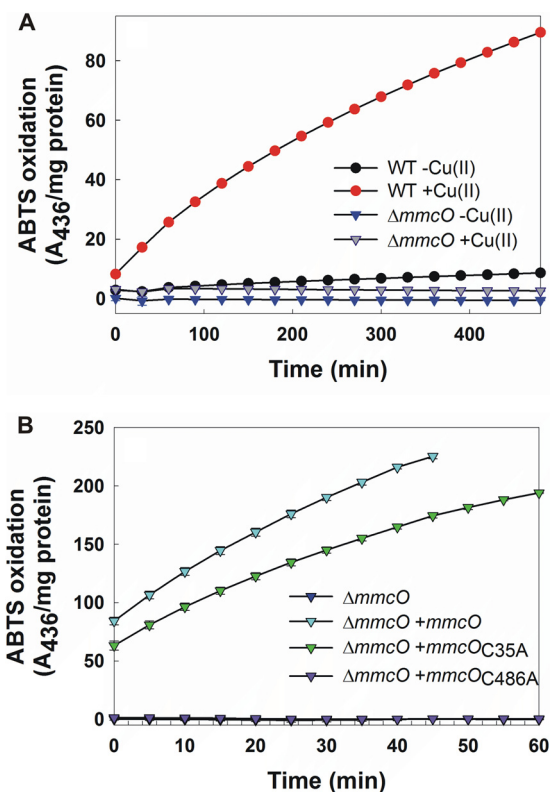 A
ABTS oxidation
(A436/mg protein)
80
60
40
20
0
WT -Cu(II)
WT +Cu(II)
ΔmmcO -Cu(II)
ΔmmcO +Cu(II)
0 100 200 300 400
Time (min)
B
ABTS oxidation
(A436/mg protein)
250
200
150
100
50
0
ΔmmcO
ΔmmcO +mmcO
ΔmmcO +mmcOC35A
ΔmmcO +mmcOC486A
0 10 20 30 40 50 60
Time (min)